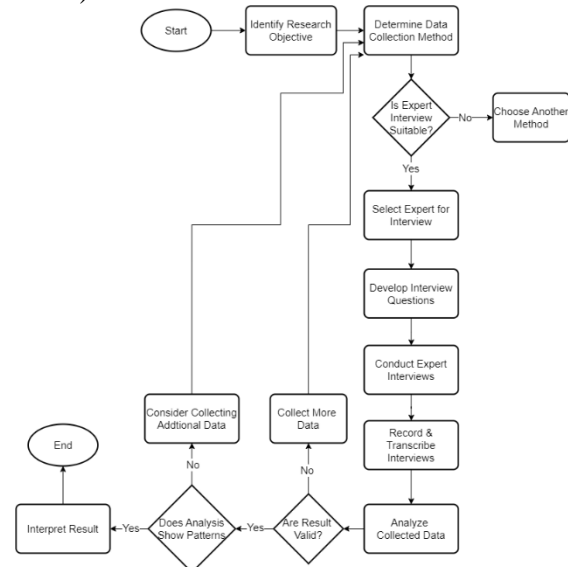 Start
Identify Research
Objective
Determine Data
Collection Method
Is Expert
Interview
Suitable?
No
Choose Another
Method
Yes
Select Expert for
Interview
Develop Interview
Questions
Conduct Expert
Interviews
Record &
Transcribe
Interviews
Analyze
Collected Data
Are Result
Valid?
No
Collect More
Data
Yes
Does Analysis
Show Patterns
No
Consider Collecting
Addtional Data
Yes
Interpret Result
End